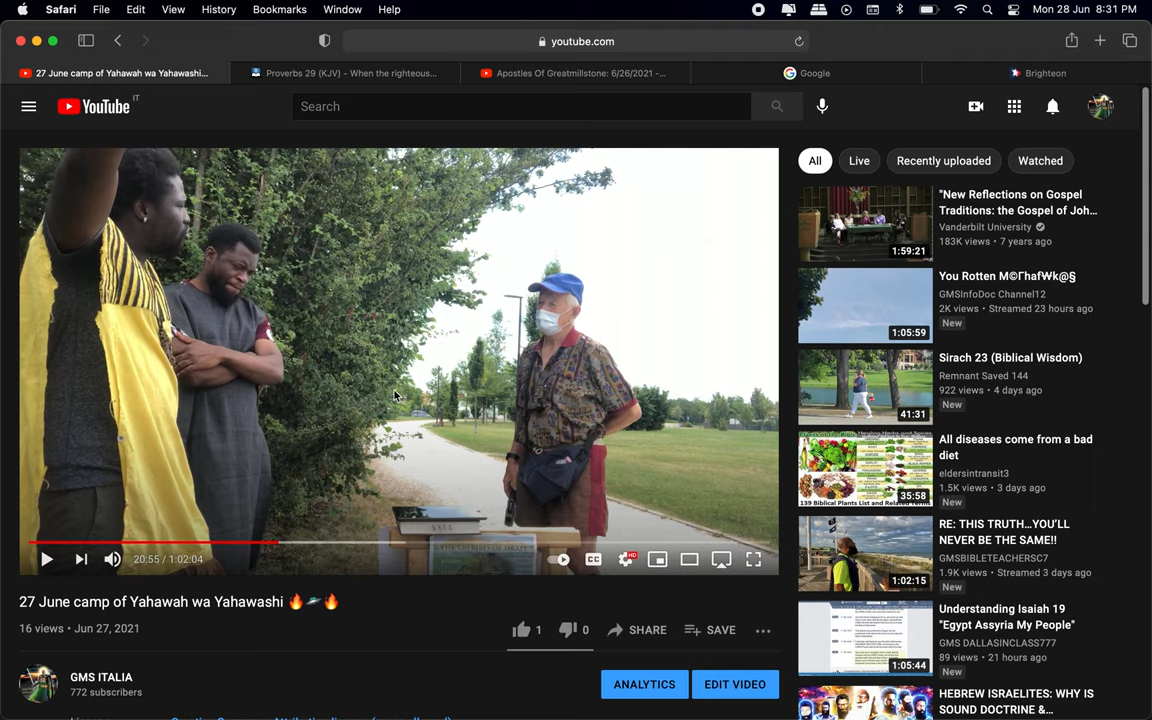 Safari File Edit View History Bookmarks Window Help Mon 28 Jun 8:31 PM
youtube.com
27 June camp of Yahawah wa Yahawashi... Proverbs 29 (KJV) - When the righteous... Apostles Of Greatmillstone: 6/26/2021 -... Google Brighteon
YouTube IT
Search
All Live Recently uploaded Watched
"New Reflections on Gospel
Traditions: the Gospel of Joh...
Vanderbilt University
183K views • 7 years ago
1:59:21
You Rotten M©ΓhafWk@§
GMSInfoDoc Channel12
2K views • Streamed 23 hours ago
New
1:05:59
Sirach 23 (Biblical Wisdom)
Remnant Saved 144
922 views • 4 days ago
New
41:31
All diseases come from a bad
diet
eldersintransit3
1.5K views • 3 days ago
New
35:58
139 Biblical Plants List and
RE: THIS TRUTH...YOU'LL
NEVER BE THE SAME!!
GMSBIBLETEACHERSC7
1.9K views • Streamed 3 days ago
New
1:02:15
Understanding Isaiah 19
"Egypt Assyria My People"
GMS DALLASINCLASS777
89 views • 21 hours ago
New
1:05:44
HEBREW ISRAELITES: WHY IS
SOUND DOCTRINE &...
20:55 / 1:02:04
CC HD
27 June camp of Yahawah wa Yahawashi 🔥🛸🔥
16 views • Jun 27, 2021
1 0 SHARE SAVE
GMS ITALIA
772 subscribers
ANALYTICS EDIT VIDEO